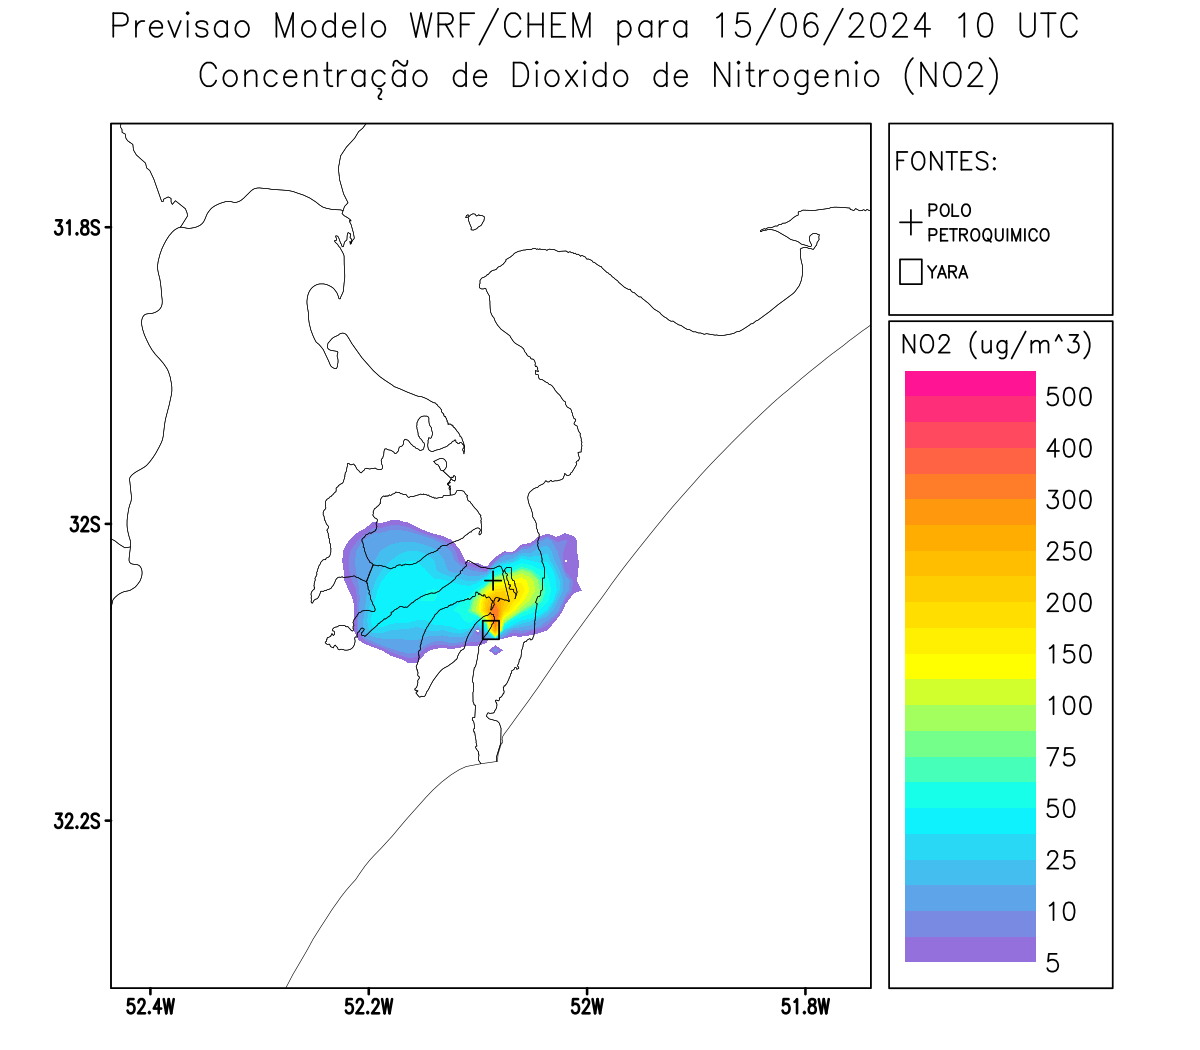 Previsao Modelo WRF/CHEM para 15/06/2024 10 UTC
Concentração de Dioxido de Nitrogenio (NO2)
FONTES:
POLO
PETROQUIMICO
YARA
31.8S
32S
32.2S
52.4W
52.2W
52W
51.8W
NO2 (ug/m^3)
500
400
300
250
200
150
100
75
50
25
10
5